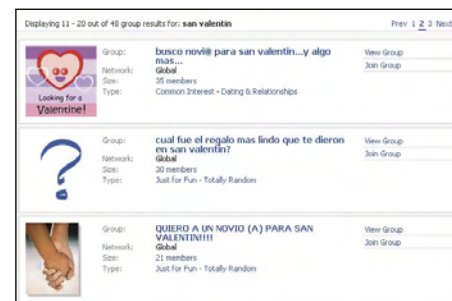 Displaying 11 - 20 out of 48 group results for: san valentin
Prev 1 2 3 Next
Looking for a
Valentine!
Group: busco novi@ para san valentin...y algo
mas...
Network: Global
Size: 35 members
Type: Common Interest - Dating & Relationships
View Group
Join Group
?
Group: cual fue el regalo mas lindo que te dieron
en san valentin?
Network: Global
Size: 30 members
Type: Just for Fun - Totally Random
View Group
Join Group
Group: QUIERO A UN NOVIO (A) PARA SAN
VALENTIN!!!!
Network: Global
Size: 21 members
Type: Just for Fun - Totally Random
View Group
Join Group